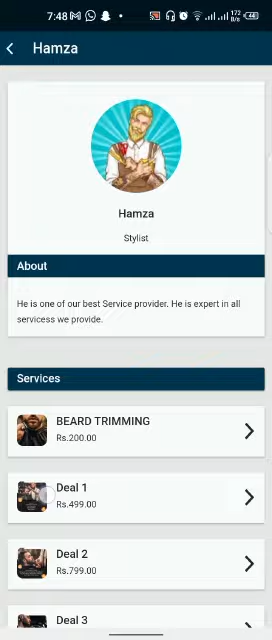 7:48
172 B/s
44
Hamza
Hamza
Stylist
About
He is one of our best Service provider. He is expert in all
servicess we provide.
Services
BEARD TRIMMING
Rs.200.00
Deal 1
Rs.499.00
Deal 2
Rs.799.00
Deal 3